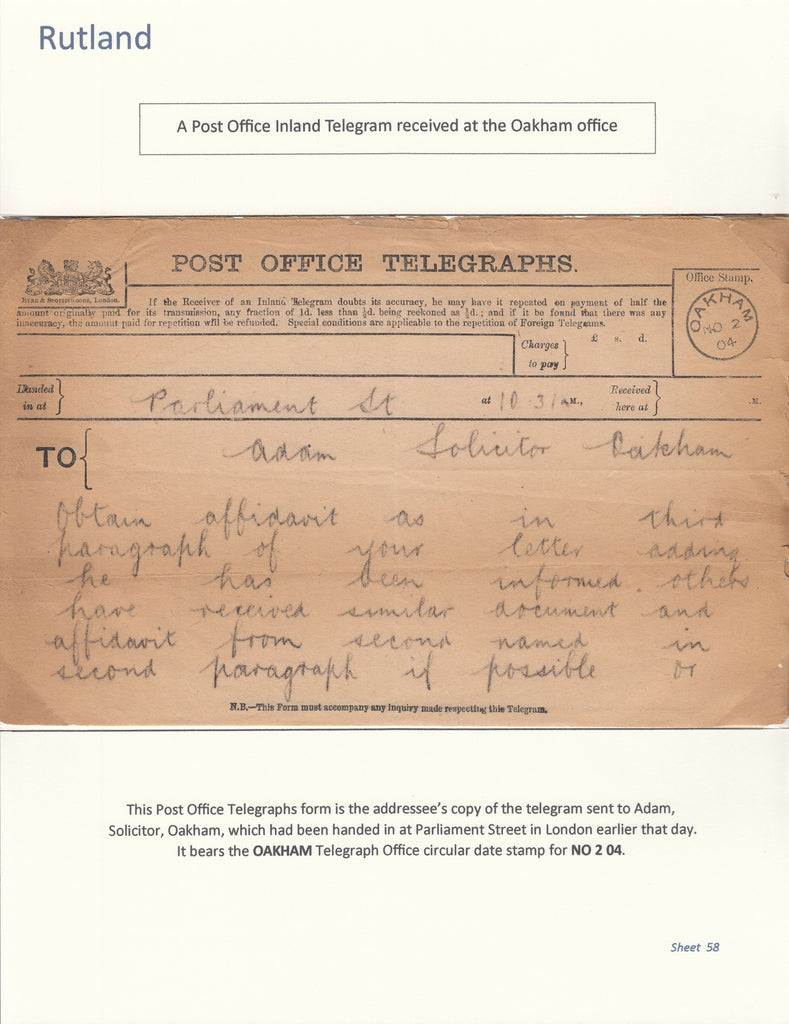 Rutland
A Post Office Inland Telegram received at the Oakham office
POST OFFICE TELEGRAPHS.
Office Stamp.
EYRE & SPOTTISWOODE, London.
If the Receiver of an Inland Telegram doubts its accuracy, he may have it repeated on payment of half the
amount originally paid for its transmission, any fraction of 1d. less than ½d. being reckoned as ½d.; and if it be found that there was any
inaccuracy, the amount paid for repetition will be refunded. Special conditions are applicable to the repetition of Foreign Telegrams.
OAKHAM
NO 2
04
Charges
to pay
£ s. d.
Handed
in at
Parliament St
at 10.31 A.M.,
Received
here at
.M.
TO
Adam Solicitor Oakham
Obtain affidavit as in third
paragraph of your letter adding
he has been informed others
have received similar document and
affidavit from second named in
second paragraph if possible or
N.B.—This Form must accompany any inquiry made respecting this Telegram.
This Post Office Telegraphs form is the addressee's copy of the telegram sent to Adam,
Solicitor, Oakham, which had been handed in at Parliament Street in London earlier that day.
It bears the OAKHAM Telegraph Office circular date stamp for NO 2 04.
Sheet 58